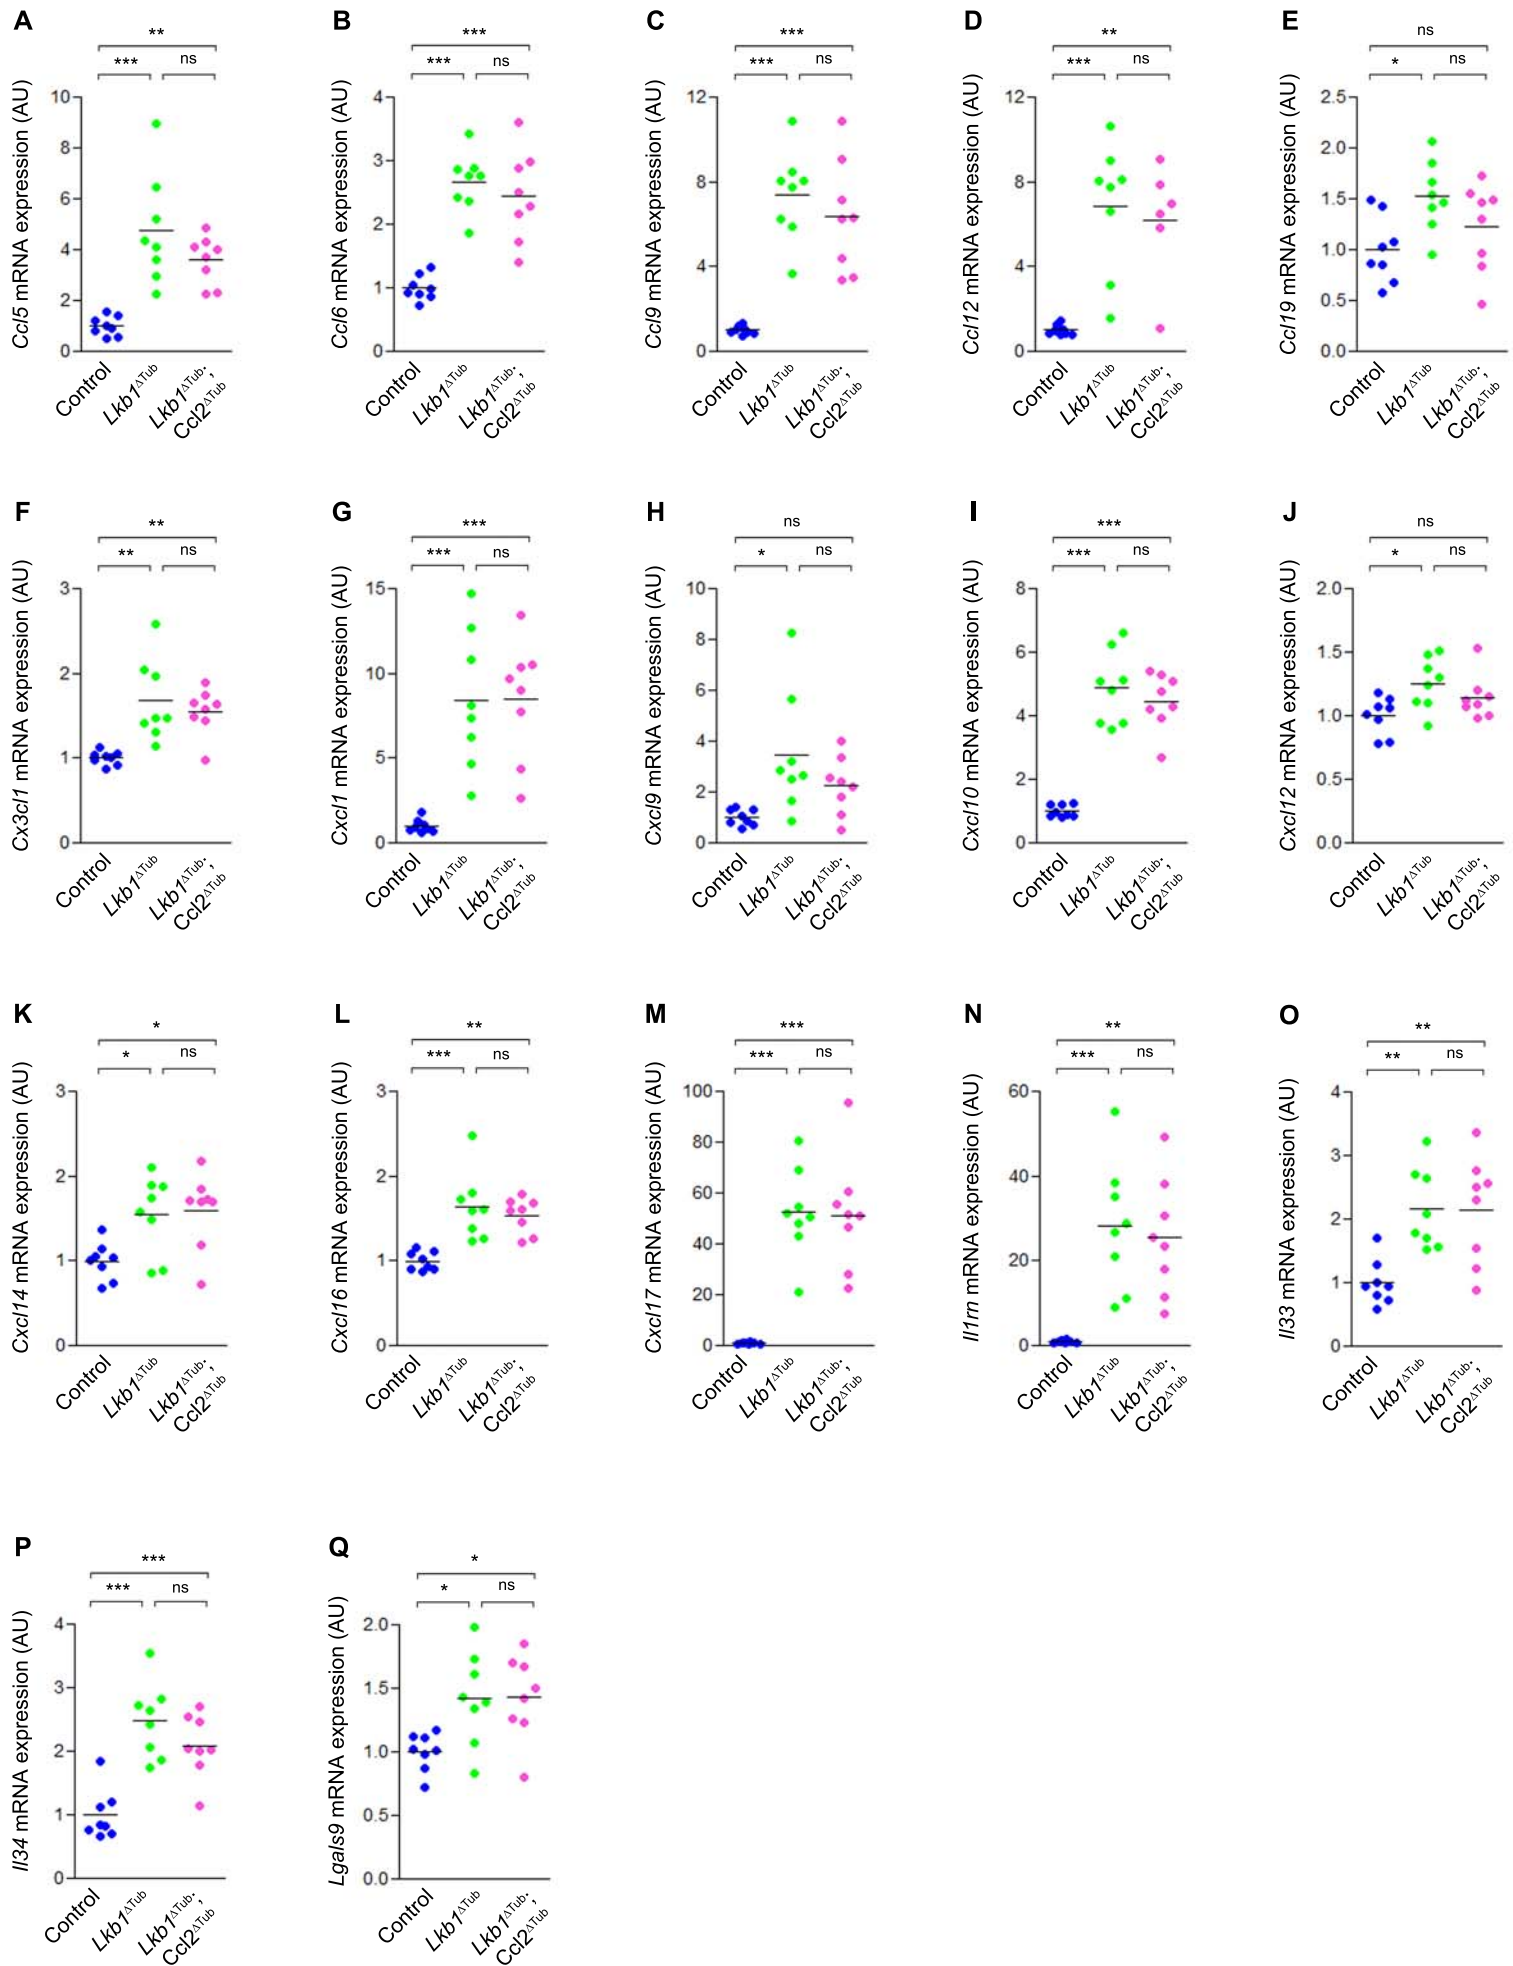 A B C D E
** *** *** ** ns
*** ns *** ns *** ns *** ns * ns
Ccl5 mRNA expression (AU)
10
8
6
4
2
0
Control
Lkb1ΔTub
Lkb1ΔTub;
Ccl2ΔTub
Ccl6 mRNA expression (AU)
4
3
2
1
0
Control
Lkb1ΔTub
Lkb1ΔTub;
Ccl2ΔTub
Ccl9 mRNA expression (AU)
12
8
4
0
Control
Lkb1ΔTub
Lkb1ΔTub;
Ccl2ΔTub
Ccl12 mRNA expression (AU)
12
8
4
0
Control
Lkb1ΔTub
Lkb1ΔTub;
Ccl2ΔTub
Ccl19 mRNA expression (AU)
2.5
2.0
1.5
1.0
0.5
0.0
Control
Lkb1ΔTub
Lkb1ΔTub;
Ccl2ΔTub
F G H I J
** *** ns *** ns
** ns *** ns * ns *** ns * ns
Cx3cl1 mRNA expression (AU)
3
2
1
0
Control
Lkb1ΔTub
Lkb1ΔTub;
Ccl2ΔTub
Cxcl1 mRNA expression (AU)
15
10
5
0
Control
Lkb1ΔTub
Lkb1ΔTub;
Ccl2ΔTub
Cxcl9 mRNA expression (AU)
10
8
6
4
2
0
Control
Lkb1ΔTub
Lkb1ΔTub;
Ccl2ΔTub
Cxcl10 mRNA expression (AU)
8
6
4
2
0
Control
Lkb1ΔTub
Lkb1ΔTub;
Ccl2ΔTub
Cxcl12 mRNA expression (AU)
2.0
1.5
1.0
0.5
0.0
Control
Lkb1ΔTub
Lkb1ΔTub;
Ccl2ΔTub
K L M N O
* ** *** ** **
* ns *** ns *** ns *** ns ** ns
Cxcl14 mRNA expression (AU)
3
2
1
0
Control
Lkb1ΔTub
Lkb1ΔTub;
Ccl2ΔTub
Cxcl16 mRNA expression (AU)
3
2
1
0
Control
Lkb1ΔTub
Lkb1ΔTub;
Ccl2ΔTub
Cxcl17 mRNA expression (AU)
100
80
60
40
20
0
Control
Lkb1ΔTub
Lkb1ΔTub;
Ccl2ΔTub
Il1rn mRNA expression (AU)
60
40
20
0
Control
Lkb1ΔTub
Lkb1ΔTub;
Ccl2ΔTub
Il33 mRNA expression (AU)
4
3
2
1
0
Control
Lkb1ΔTub
Lkb1ΔTub;
Ccl2ΔTub
P Q
*** *
*** ns * ns
Il34 mRNA expression (AU)
4
3
2
1
0
Control
Lkb1ΔTub
Lkb1ΔTub;
Ccl2ΔTub
Lgals9 mRNA expression (AU)
2.0
1.5
1.0
0.5
0.0
Control
Lkb1ΔTub
Lkb1ΔTub;
Ccl2ΔTub